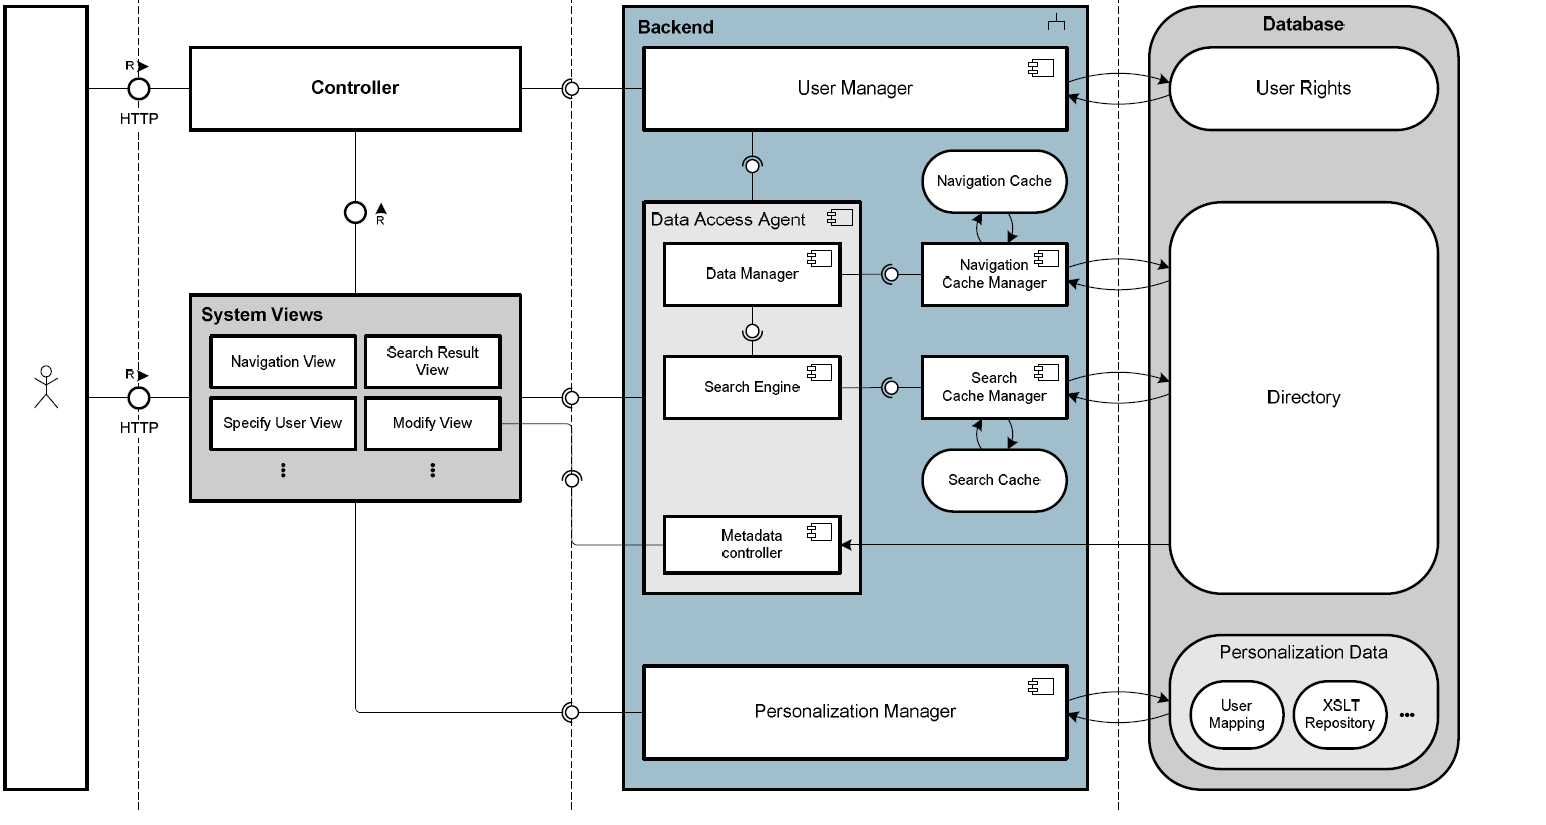 Backend
Database
R
HTTP
Controller
User Manager
User Rights
Navigation Cache
R
Data Access Agent
Data Manager
Navigation
Cache Manager
System Views
Navigation View
Search Result
View
Specify User View
Modify View
R
HTTP
Search Engine
Search
Cache Manager
Directory
Search Cache
Metadata
controller
Personalization Manager
Personalization Data
User
Mapping
XSLT
Repository